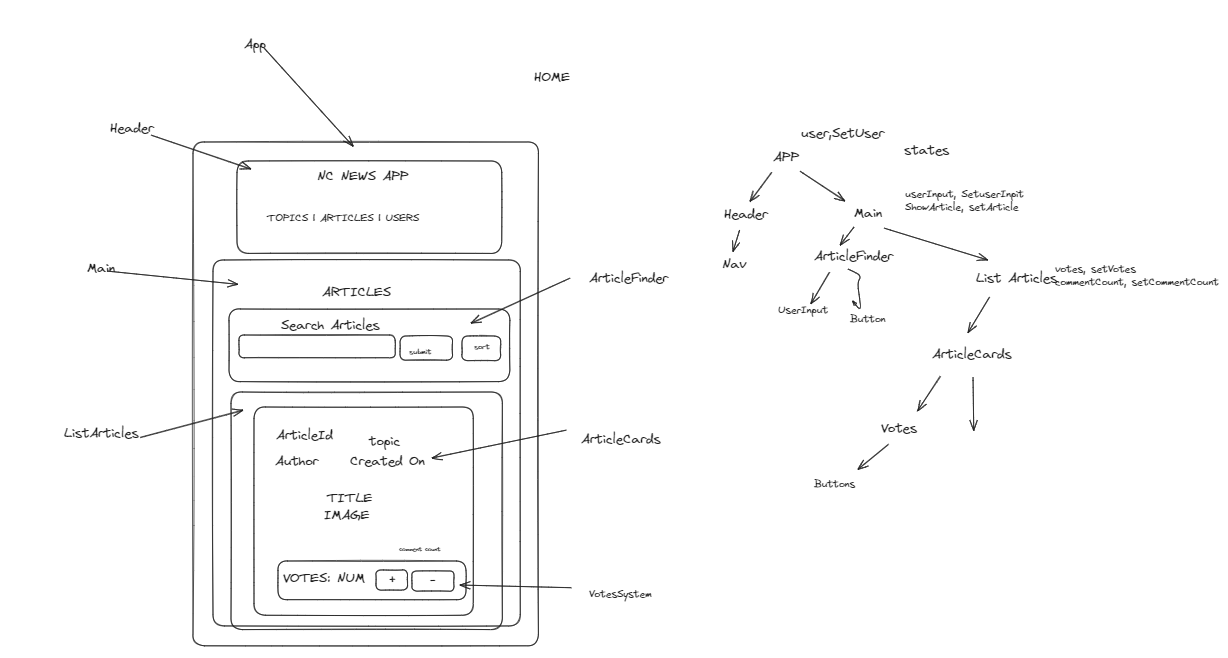 App
HOME
Header
NC NEWS APP
TOPICS | ARTICLES | USERS
Main
ARTICLES
ArticleFinder
Search Articles
submit
sort
ListArticles
ArticleId
topic
Author
Created On
ArticleCards
TITLE
IMAGE
comment count
VOTES: NUM
+
-
VotesSystem
user,SetUser
states
APP
userInput, SetuserInpit
ShowArticle, setArticle
Header
Main
Nav
ArticleFinder
List Articles
votes, setVotes
commentCount, setCommentCount
UserInput
Button
ArticleCards
Votes
Buttons